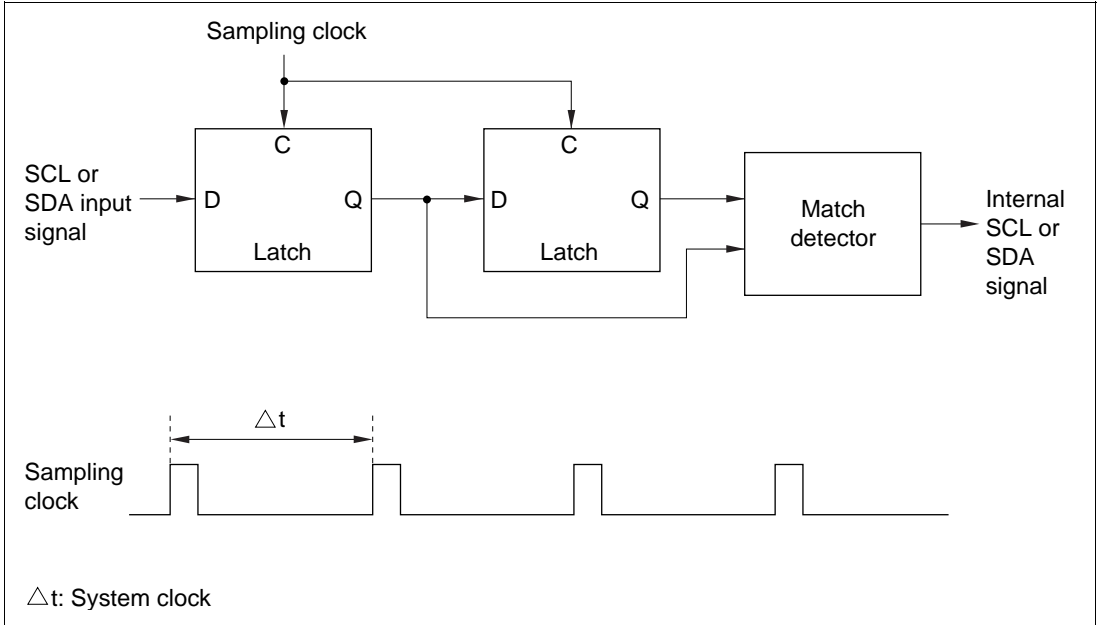 Sampling clock
C
C
SCL or
SDA input
signal
D
Q
D
Q
Latch
Latch
Match
detector
Internal
SCL or
SDA
signal
△t
Sampling
clock
△t: System clock